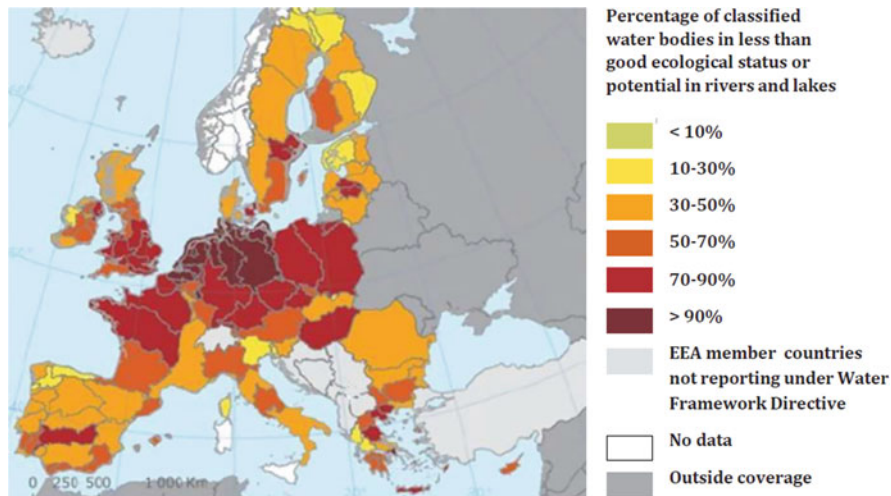 Percentage of classified
water bodies in less than
good ecological status or
potential in rivers and lakes
< 10%
10-30%
30-50%
50-70%
70-90%
> 90%
EEA member countries
not reporting under Water
Framework Directive
No data
Outside coverage
0 250 500 1 000 Km